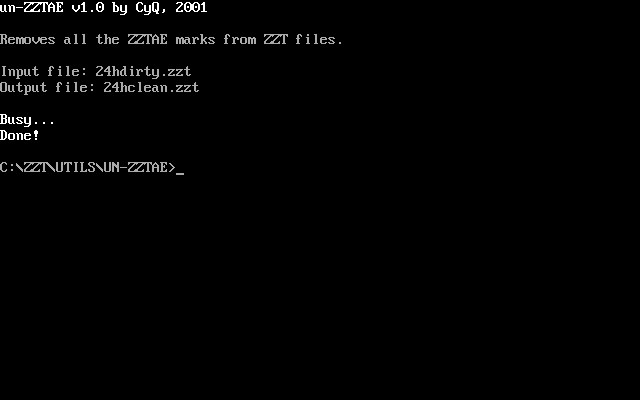 un-ZZTAE v1.0 by CyQ, 2001
Removes all the ZZTAE marks from ZZT files.
Input file: 24hdirty.zzt
Output file: 24hclean.zzt
Busy...
Done!
C:\ZZT\UTILS\UN-ZZTAE>_